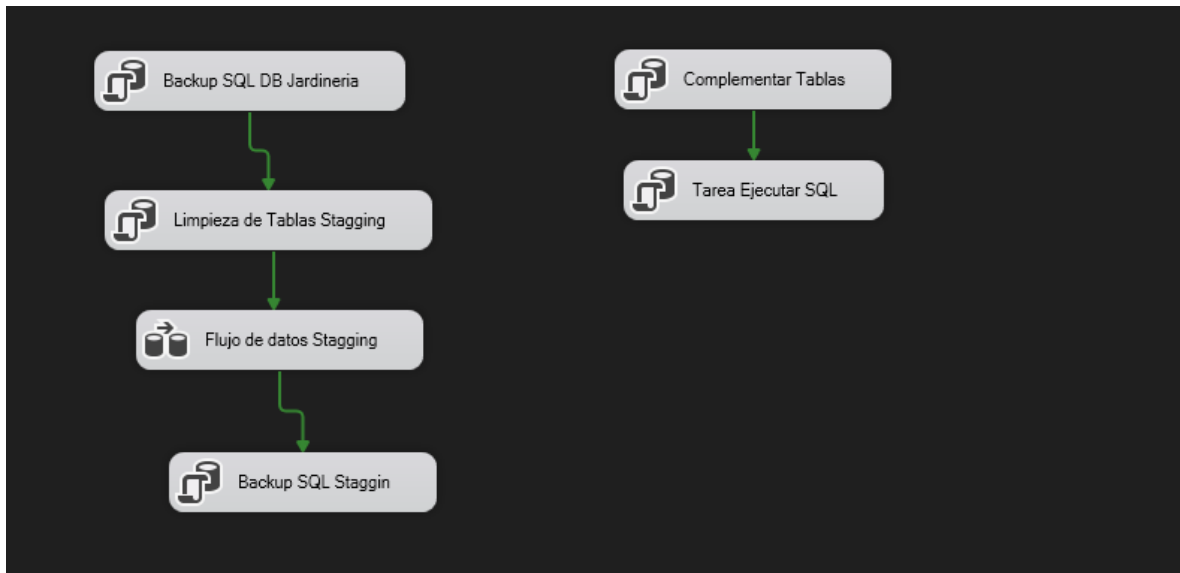 Backup SQL DB Jardineria
Limpieza de Tablas Stagging
Flujo de datos Stagging
Backup SQL Staggin
Complementar Tablas
Tarea Ejecutar SQL